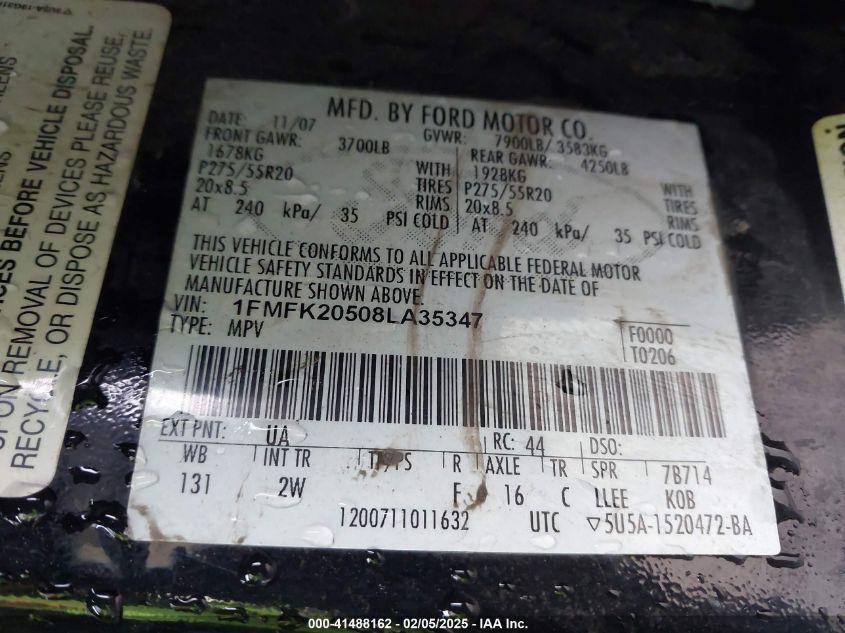 ▽5U5A-19G21
LENS
OSES BEFORE VEHICLE DISPOSAL.
UPON REMOVAL OF DEVICES PLEASE REUSE,
RECYCLE, OR DISPOSE AS HAZARDOUS WASTE.
MFD. BY FORD MOTOR CO.
DATE: 11/07 GVWR: 7900LB/ 3583KG
FRONT GAWR: 3700LB REAR GAWR: 4250LB
1678KG WITH 1928KG WITH
P275/55R20 TIRES P275/55R20 TIRES
20x8.5 RIMS 20x8.5 RIMS
AT 240 kPa/ 35 PSI COLD AT 240 kPa/ 35 PSI COLD
THIS VEHICLE CONFORMS TO ALL APPLICABLE FEDERAL MOTOR
VEHICLE SAFETY STANDARDS IN EFFECT ON THE DATE OF
MANUFACTURE SHOWN ABOVE.
VIN: 1FMFK20508LA35347
TYPE: MPV
F0000
T0206
EXT PNT: UA RC: 44 DSO:
WB INT TR R AXLE TR SPR 7B714
131 2W F 16 C LLEE KOB
1200711011632 UTC ▽5U5A-1520472-BA
000-41488162 - 02/05/2025 - IAA Inc.